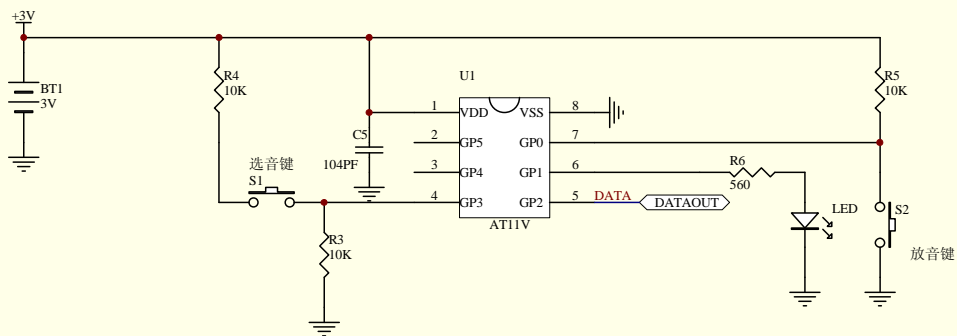 +3V
BT1
3V
R4
10K
选音键
S1
R3
10K
C5
104PF
U1
1
VDD
2
GP5
3
GP4
4
GP3
VSS
8
GP0
7
GP1
6
GP2
5
AT11V
DATA
DATAOUT
R6
560
LED
R5
10K
S2
放音键